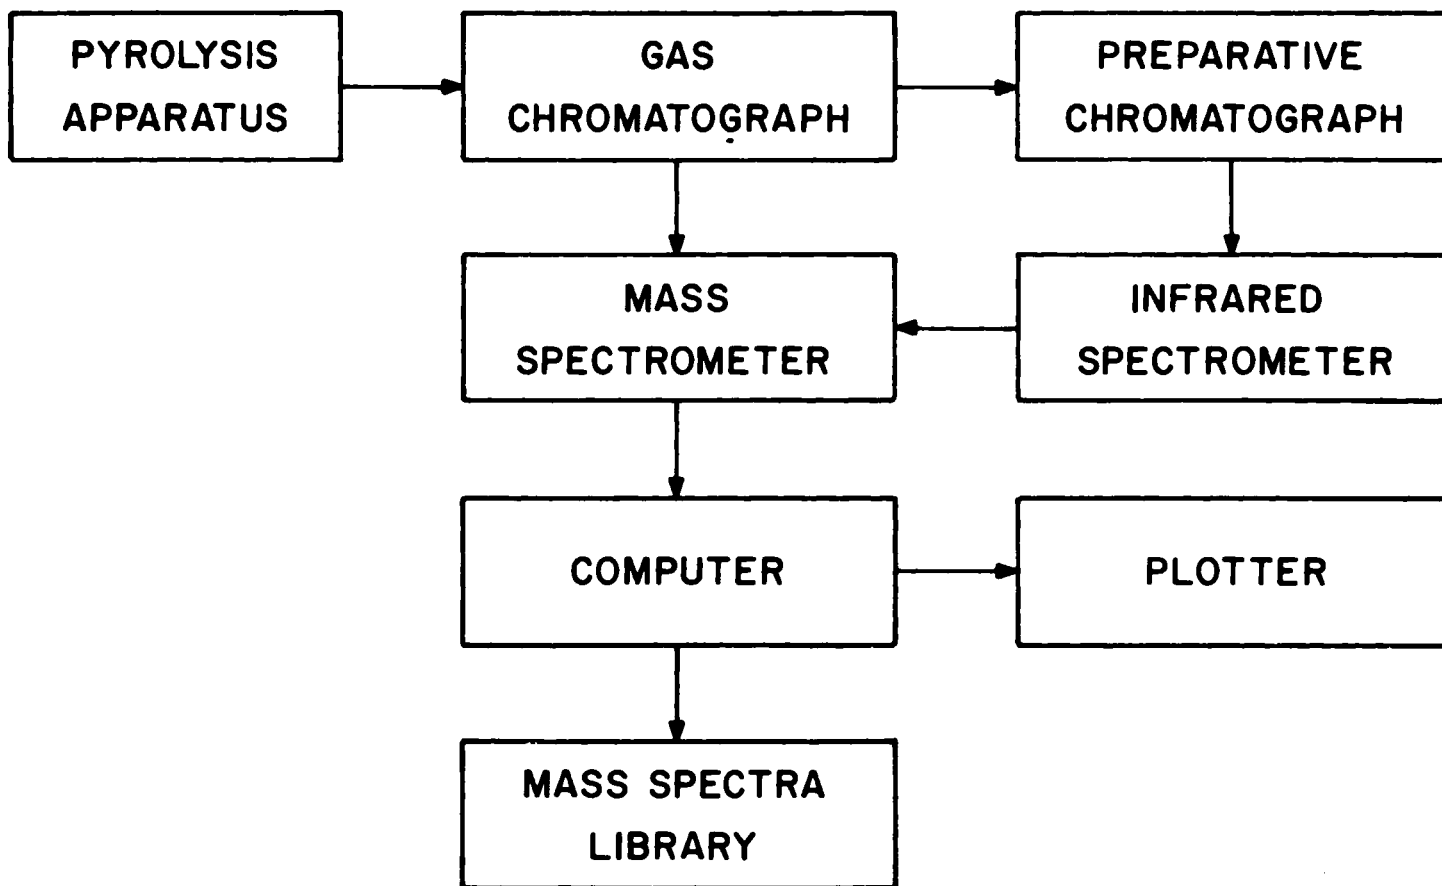 PYROLYSIS
APPARATUS
GAS
CHROMATOGRAPH
PREPARATIVE
CHROMATOGRAPH
MASS
SPECTROMETER
INFRARED
SPECTROMETER
COMPUTER
PLOTTER
MASS SPECTRA
LIBRARY